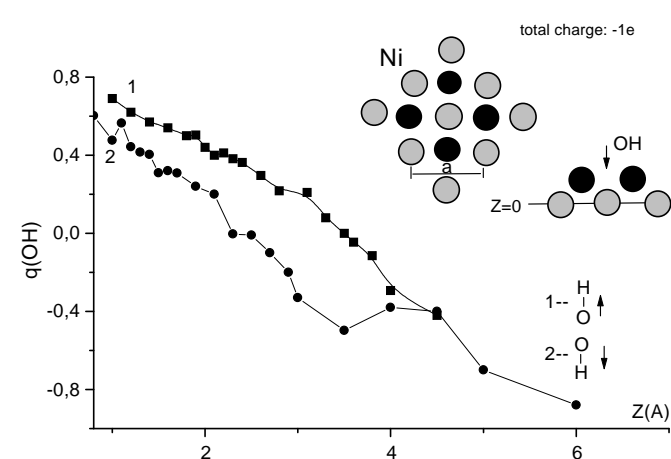 total charge: -1e
Ni
0,8
1
0,4
2
OH
a
Z=0
0,0
q(OH)
H
1--
O
-0,4
O
2--
H
-0,8
Z(A)
2
4
6